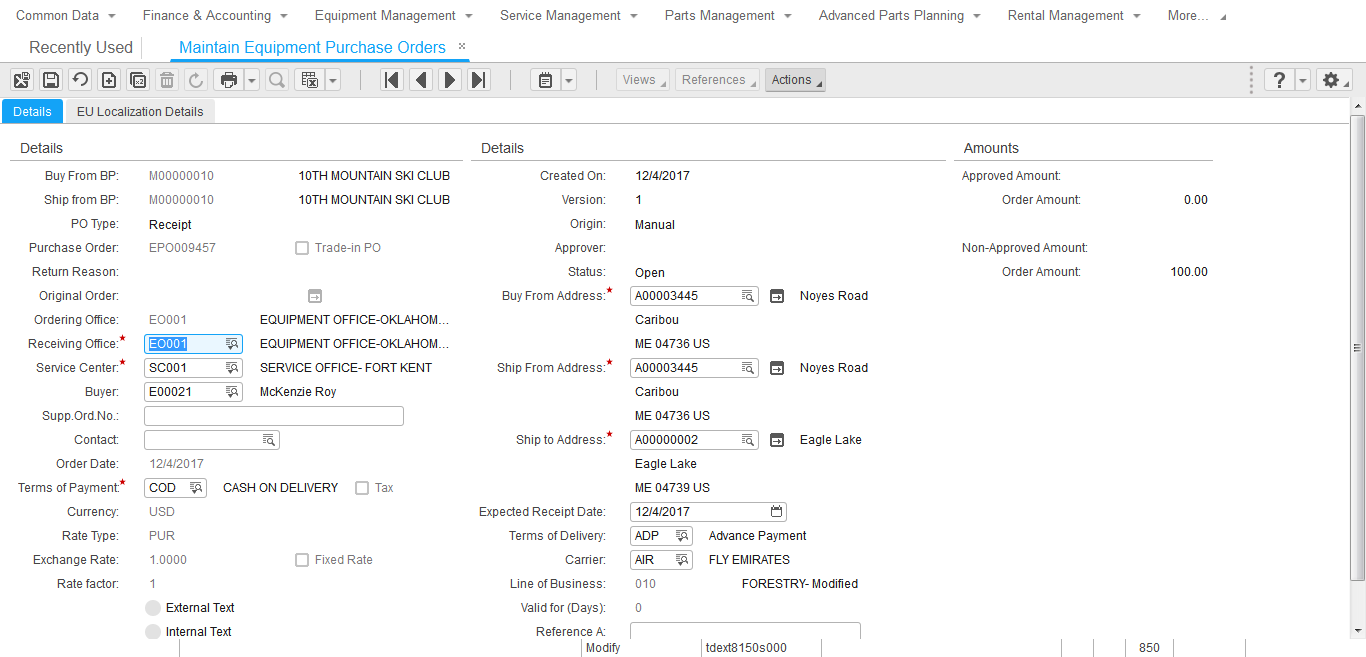 Common Data Finance & Accounting Equipment Management Service Management Parts Management Advanced Parts Planning Rental Management More...
Recently Used Maintain Equipment Purchase Orders ×
Views References Actions ?
Details EU Localization Details
Details Details Amounts
Buy From BP: M00000010 10TH MOUNTAIN SKI CLUB Created On: 12/4/2017 Approved Amount:
Ship from BP: M00000010 10TH MOUNTAIN SKI CLUB Version: 1 Order Amount: 0.00
PO Type: Receipt Origin: Manual
Purchase Order: EPO009457 Trade-in PO Approver: Non-Approved Amount:
Return Reason: Status: Open Order Amount: 100.00
Original Order: Buy From Address:* A00003445 Noyes Road
Ordering Office: EO001 EQUIPMENT OFFICE-OKLAHOM... Caribou
Receiving Office:* EO001 EQUIPMENT OFFICE-OKLAHOM... ME 04736 US
Service Center:* SC001 SERVICE OFFICE- FORT KENT Ship From Address:* A00003445 Noyes Road
Buyer: E00021 McKenzie Roy Caribou
Supp.Ord.No.: ME 04736 US
Contact: Ship to Address:* A00000002 Eagle Lake
Order Date: 12/4/2017 Eagle Lake
Terms of Payment:* COD CASH ON DELIVERY Tax ME 04739 US
Currency: USD Expected Receipt Date: 12/4/2017
Rate Type: PUR Terms of Delivery: ADP Advance Payment
Exchange Rate: 1.0000 Fixed Rate Carrier: AIR FLY EMIRATES
Rate factor: 1 Line of Business: 010 FORESTRY- Modified
External Text Valid for (Days): 0
Internal Text Reference A:
Modify tdext8150s000 850